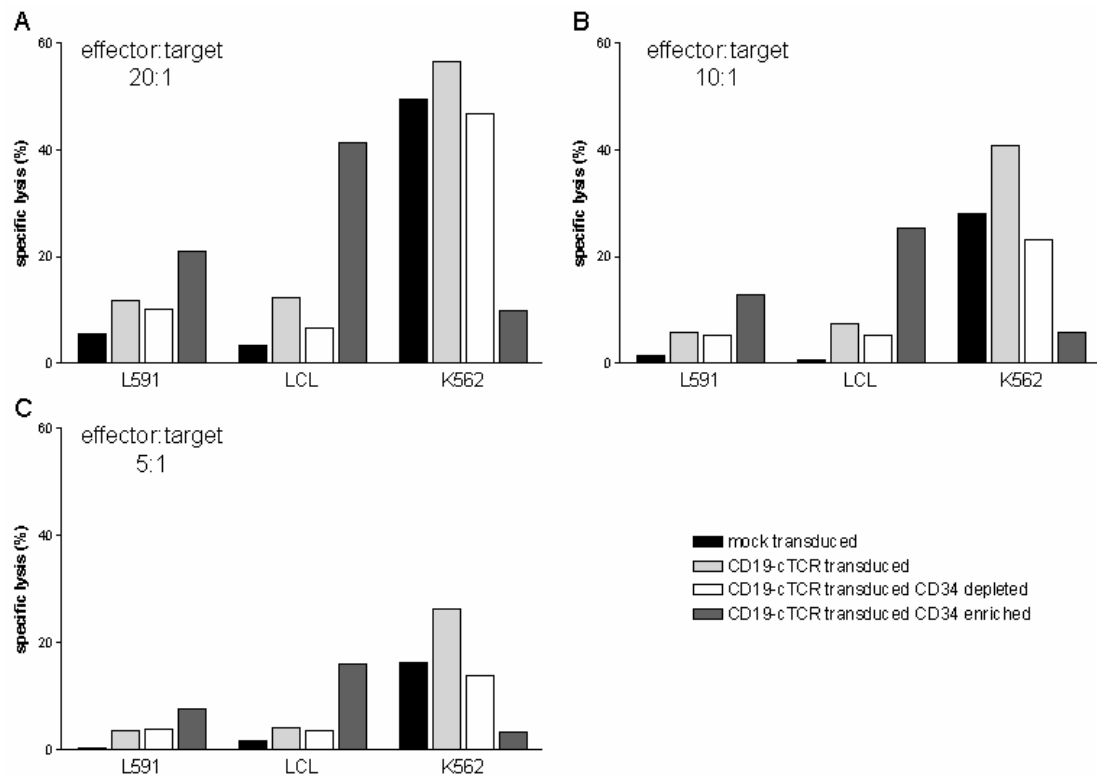 A
effector:target
20:1
specific lysis (%)
60
40
20
0
L591
LCL
K562
B
effector:target
10:1
specific lysis (%)
60
40
20
0
L591
LCL
K562
C
effector:target
5:1
specific lysis (%)
60
40
20
0
L591
LCL
K562
mock transduced
CD19-cTCR transduced
CD19-cTCR transduced CD34 depleted
CD19-cTCR transduced CD34 enriched